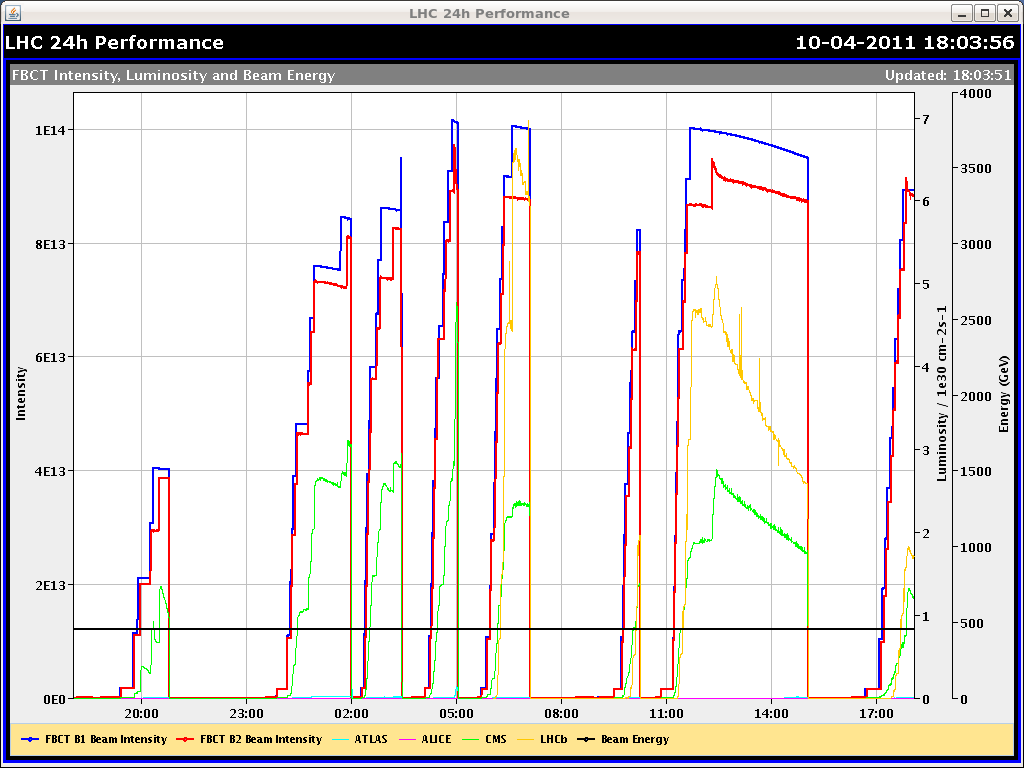 LHC 24h Performance
LHC 24h Performance 10-04-2011 18:03:56
FBCT Intensity, Luminosity and Beam Energy Updated: 18:03:51
1E14
8E13
6E13
4E13
2E13
0E0
Intensity
7
6
5
4
3
2
1
0
Luminosity / 1e30 cm-2s-1
4000
3500
3000
2500
2000
1500
1000
500
0
Energy (GeV)
20:00 23:00 02:00 05:00 08:00 11:00 14:00 17:00
FBCT B1 Beam Intensity FBCT B2 Beam Intensity ATLAS ALICE CMS LHCb Beam Energy